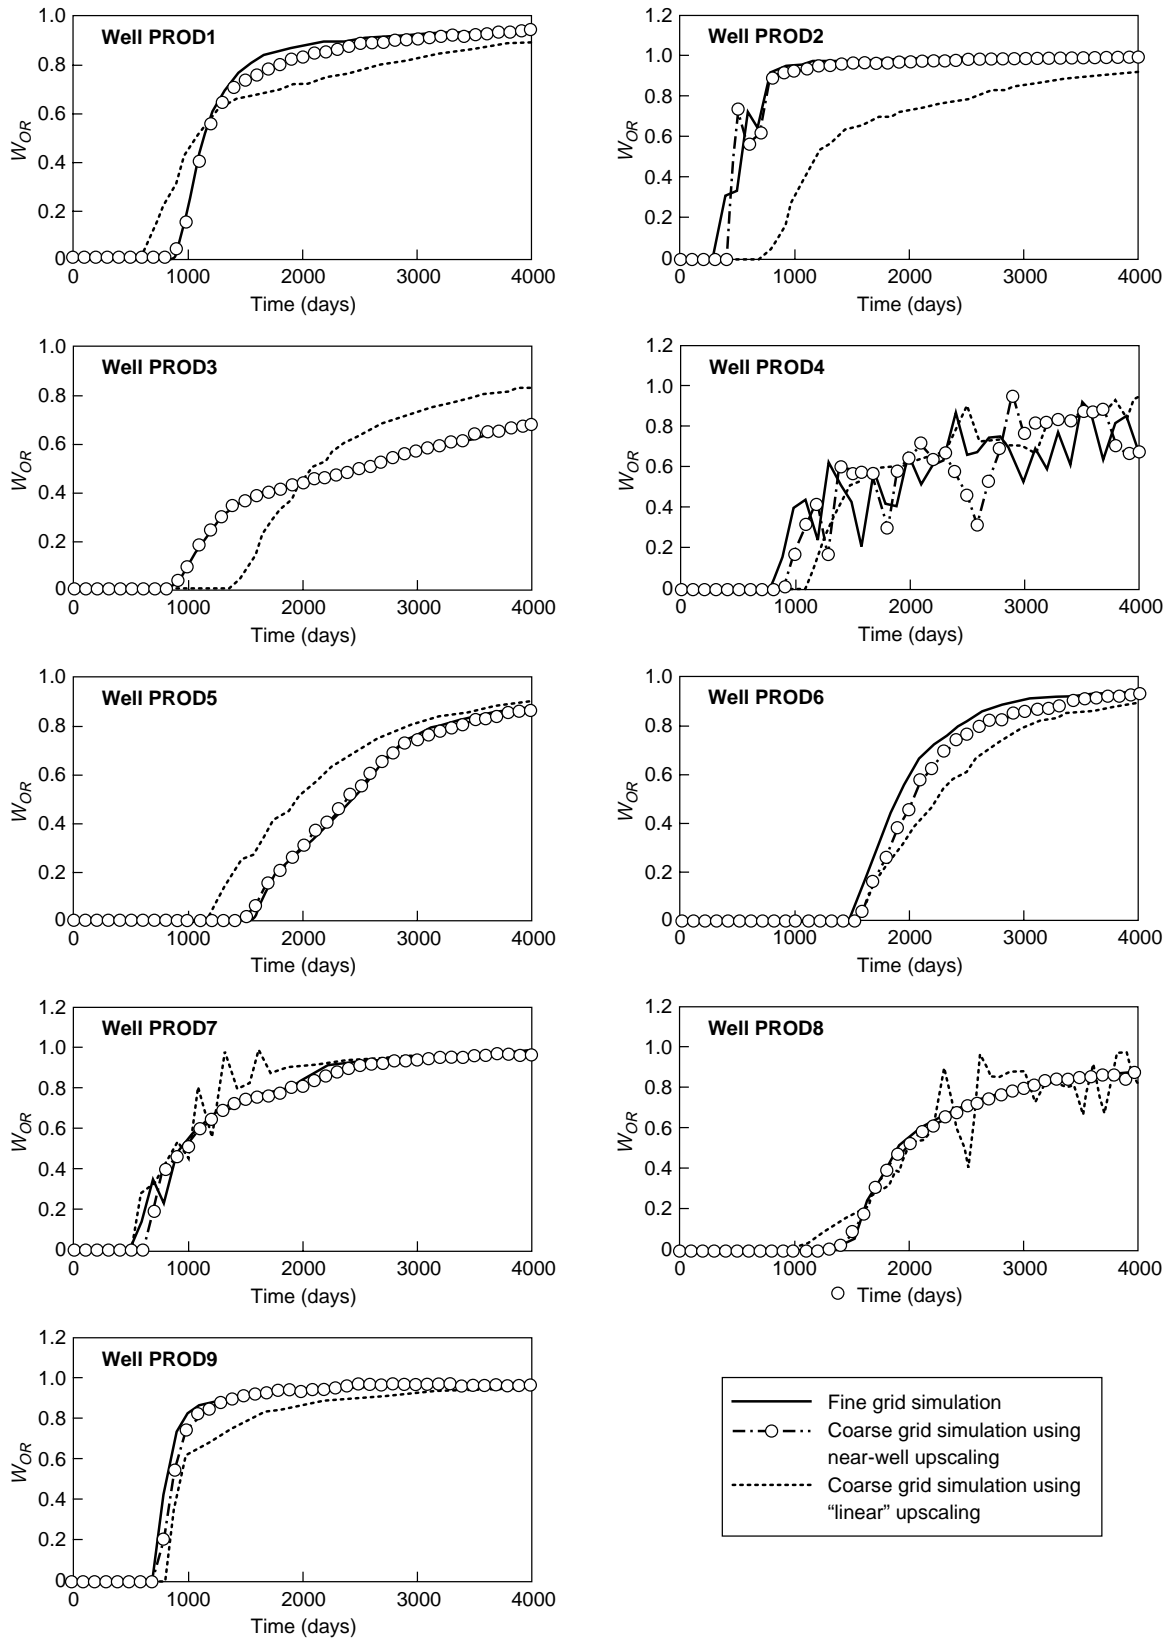 Well PROD1
1.0
0.8
0.6
0.4
0.2
0
W_OR
0 1000 2000 3000 4000
Time (days)
Well PROD2
1.2
1.0
0.8
0.6
0.4
0.2
0
W_OR
0 1000 2000 3000 4000
Time (days)
Well PROD3
1.0
0.8
0.6
0.4
0.2
0
W_OR
0 1000 2000 3000 4000
Time (days)
Well PROD4
1.2
1.0
0.8
0.6
0.4
0.2
0
W_OR
0 1000 2000 3000 4000
Time (days)
Well PROD5
1.0
0.8
0.6
0.4
0.2
0
W_OR
0 1000 2000 3000 4000
Time (days)
Well PROD6
1.0
0.8
0.6
0.4
0.2
0
W_OR
0 1000 2000 3000 4000
Time (days)
Well PROD7
1.2
1.0
0.8
0.6
0.4
0.2
0
W_OR
0 1000 2000 3000 4000
Time (days)
Well PROD8
1.2
1.0
0.8
0.6
0.4
0.2
0
W_OR
0 1000 2000 3000 4000
Time (days)
Well PROD9
1.2
1.0
0.8
0.6
0.4
0.2
0
W_OR
0 1000 2000 3000 4000
Time (days)
Fine grid simulation
Coarse grid simulation using
near-well upscaling
Coarse grid simulation using
“linear” upscaling